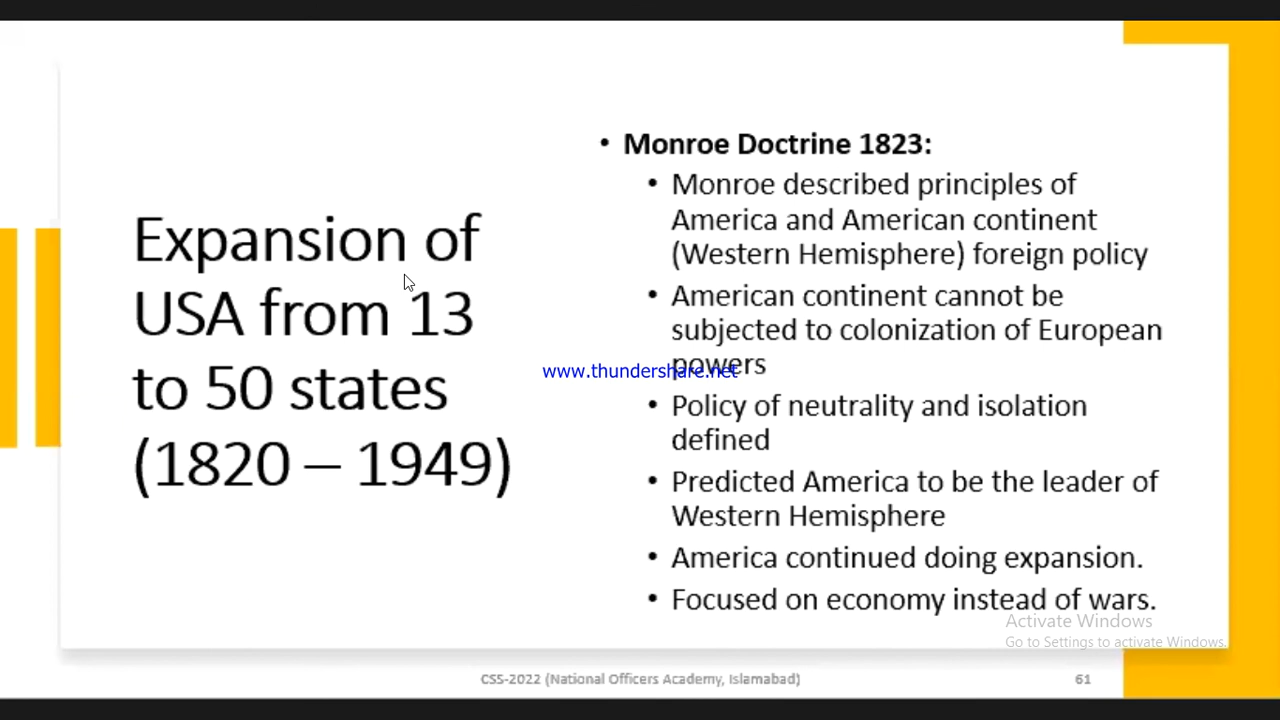 Expansion of
USA from 13
to 50 states
(1820 – 1949)
• Monroe Doctrine 1823:
• Monroe described principles of
America and American continent
(Western Hemisphere) foreign policy
• American continent cannot be
subjected to colonization of European
powers
www.thundershare.net
• Policy of neutrality and isolation
defined
• Predicted America to be the leader of
Western Hemisphere
• America continued doing expansion.
• Focused on economy instead of wars.
Activate Windows
Go to Settings to activate Windows.
CSS-2022 (National Officers Academy, Islamabad)
61